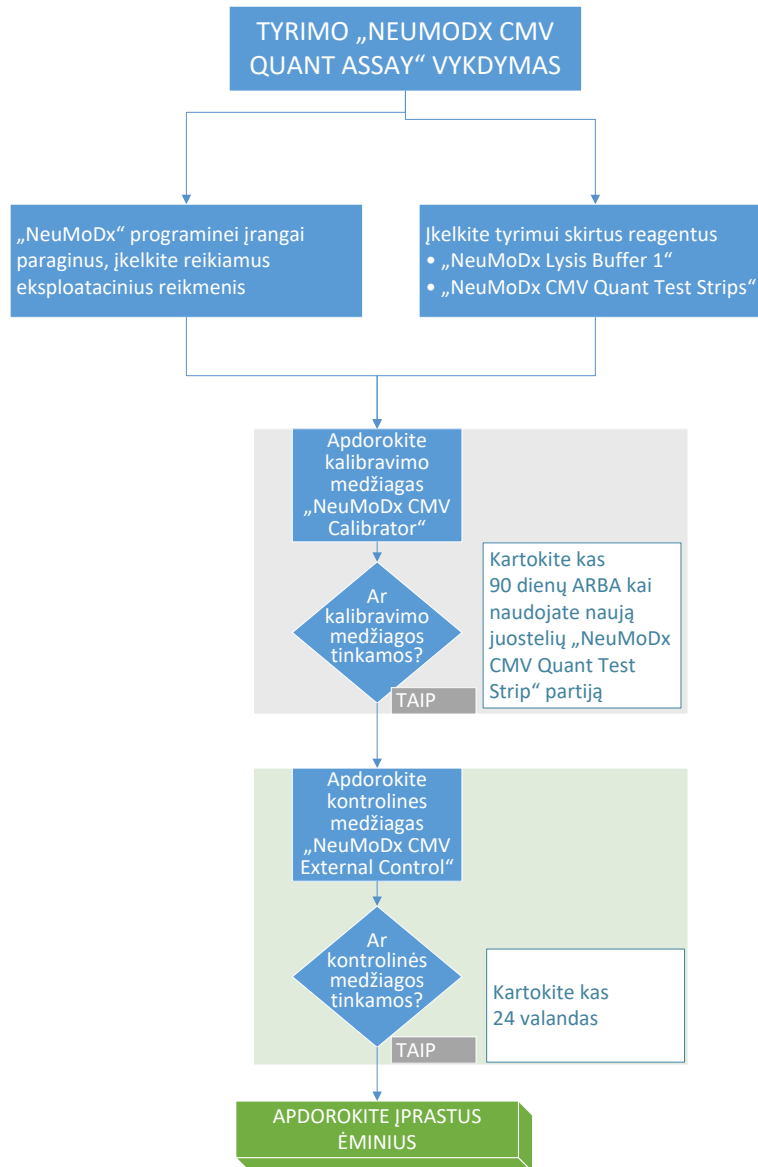 TYRIMO „NEUMODX CMV
QUANT ASSAY“ VYKDYMAS
„NeuMoDx“ programinei įrangai
paraginus, įkelkite reikiamus
eksploatacinius reikmenis
Įkelkite tyrimui skirtus reagentus
• „NeuMoDx Lysis Buffer 1“
• „NeuMoDx CMV Quant Test Strips“
Apdorokite
kalibravimo
medžiagas
„NeuMoDx CMV
Calibrator“
Ar
kalibravimo
medžiagos
tinkamos?
Kartokite kas
90 dienų ARBA kai
naudojate naują
juostelių „NeuMoDx
CMV Quant Test
Strip“ partiją
TAIP
Apdorokite
kontrolines
medžiagas
„NeuMoDx CMV
External Control“
Ar
kontrolinės
medžiagos
tinkamos?
Kartokite kas
24 valandas
TAIP
APDOROKITE ĮPRASTUS
ĖMINIUS